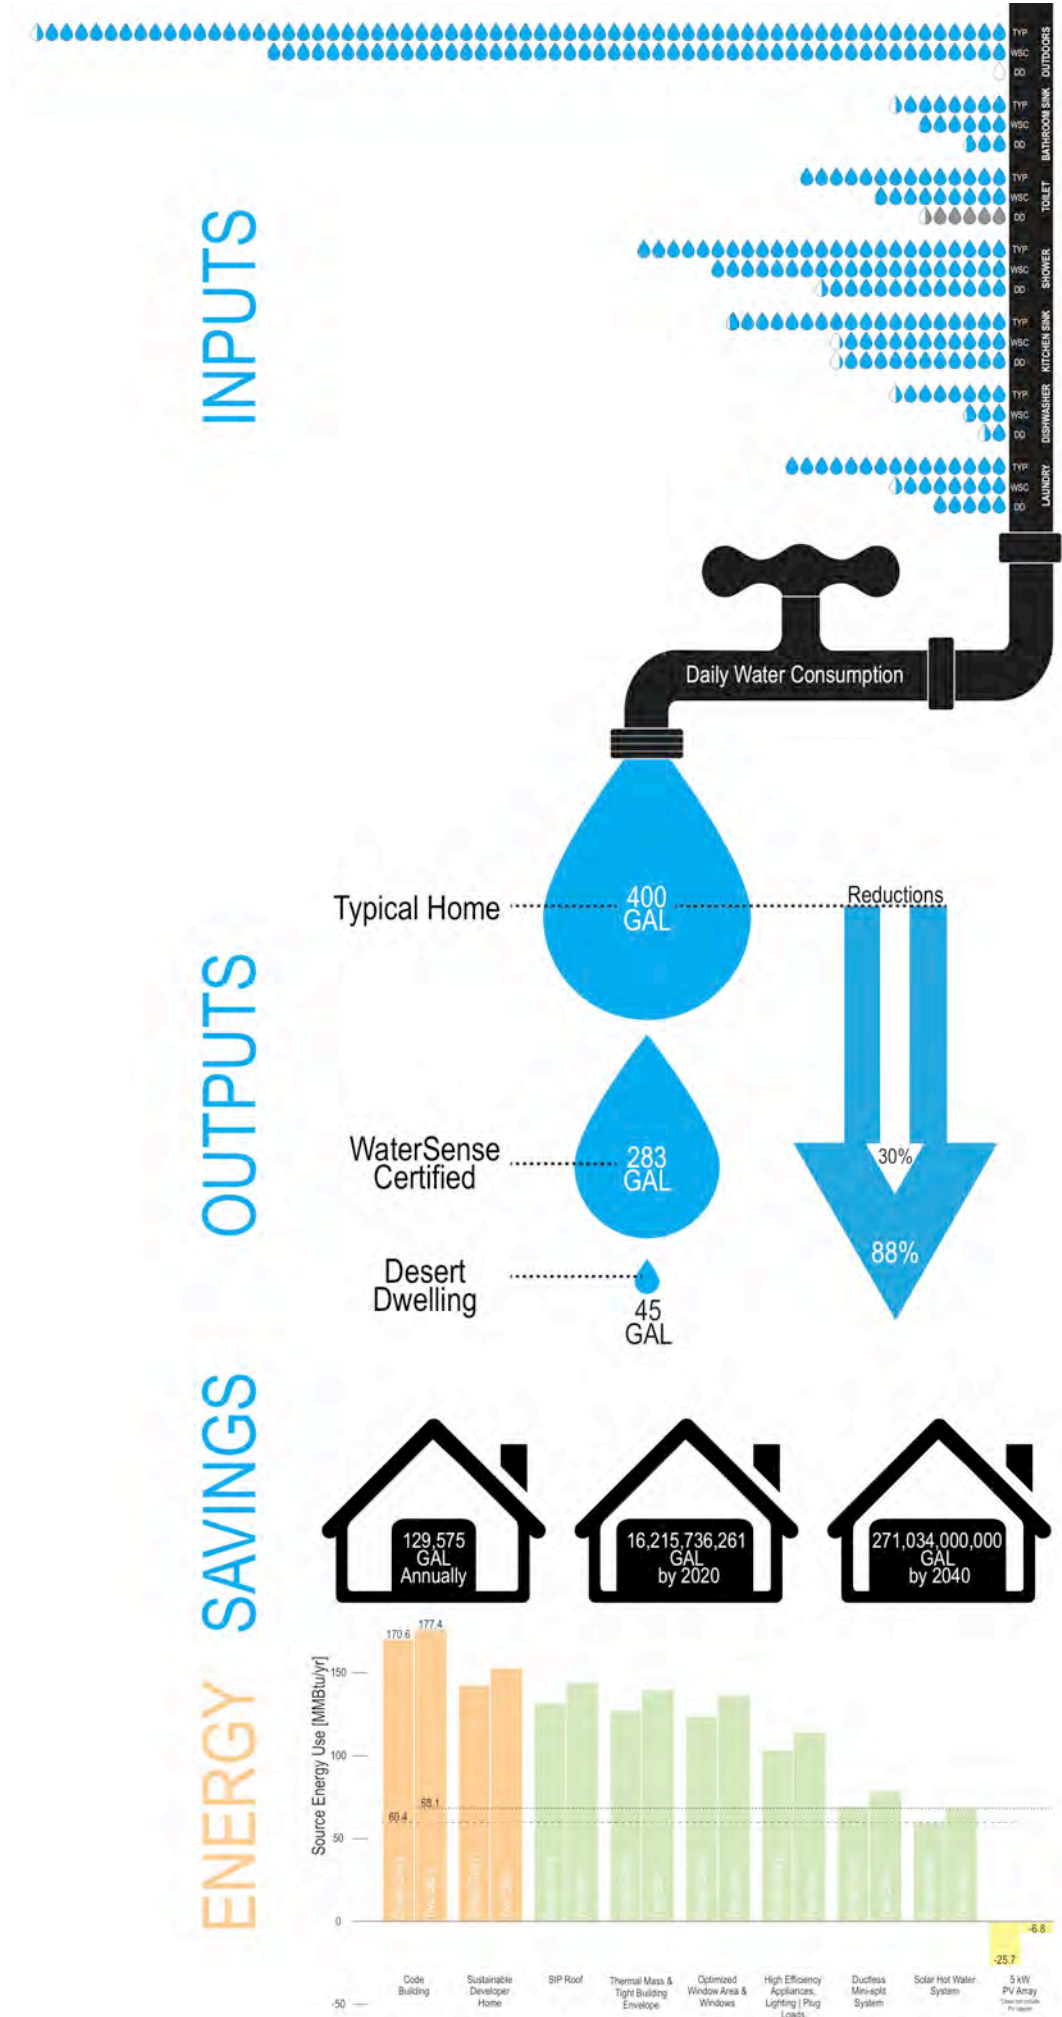 INPUTS
TYP
WSC
DD
OUTDOORS
TYP
WSC
DD
BATHROOM SINK
TYP
WSC
DD
TOILET
TYP
WSC
DD
SHOWER
TYP
WSC
DD
KITCHEN SINK
TYP
WSC
DD
DISHWASHER
TYP
WSC
DD
LAUNDRY
Daily Water Consumption
OUTPUTS
Typical Home
400
GAL
Reductions
WaterSense
Certified
283
GAL
30%
88%
Desert
Dwelling
45
GAL
SAVINGS
129,575
GAL
Annually
16,215,736,261
GAL
by 2020
271,034,000,000
GAL
by 2040
ENERGY
Source Energy Use [MMBtu/yr]
150
100
50
0
-50
170.6
177.4
60.4
68.1
-25.7
-6.8
Code
Building
Sustainable
Developer
Home
SIP Roof
Thermal Mass &
Tight Building
Envelope
Optimized
Window Area &
Windows
High Efficiency
Appliances,
Lighting | Plug
Loads
Ductless
Mini-split
System
Solar Hot Water
System
5 kW
PV Array